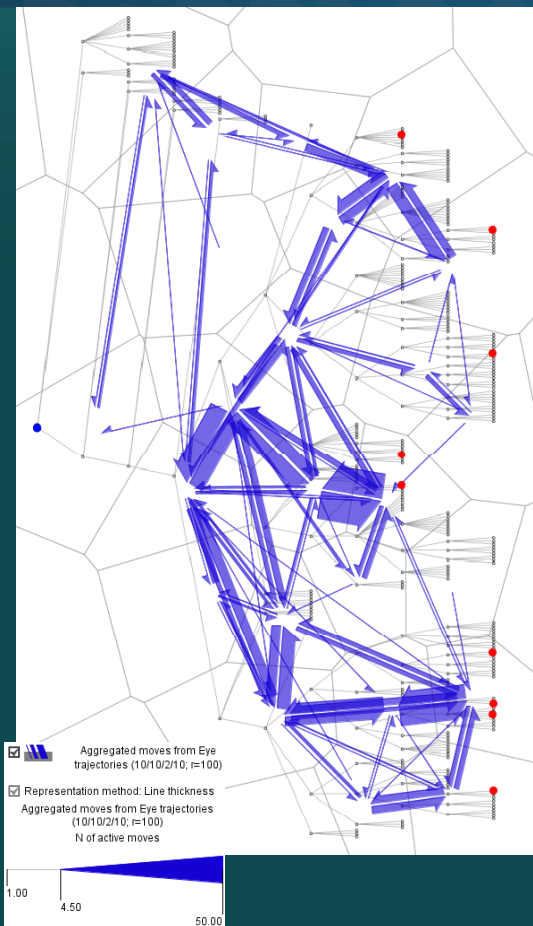 Aggregated moves from Eye
trajectories (10/10/2/10; r=100)
Representation method: Line thickness
Aggregated moves from Eye trajectories
(10/10/2/10; r=100)
N of active moves
1.00
4.50
50.00